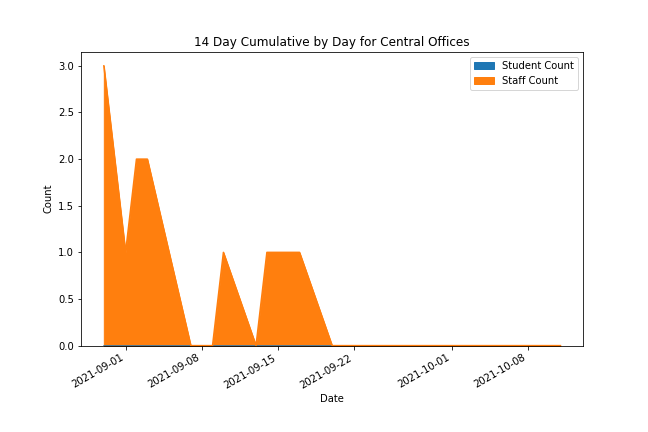 14 Day Cumulative by Day for Central Offices
Student Count
Staff Count
3.0
2.5
2.0
1.5
1.0
0.5
0.0
Count
2021-09-01
2021-09-08
2021-09-15
2021-09-22
2021-10-01
2021-10-08
Date